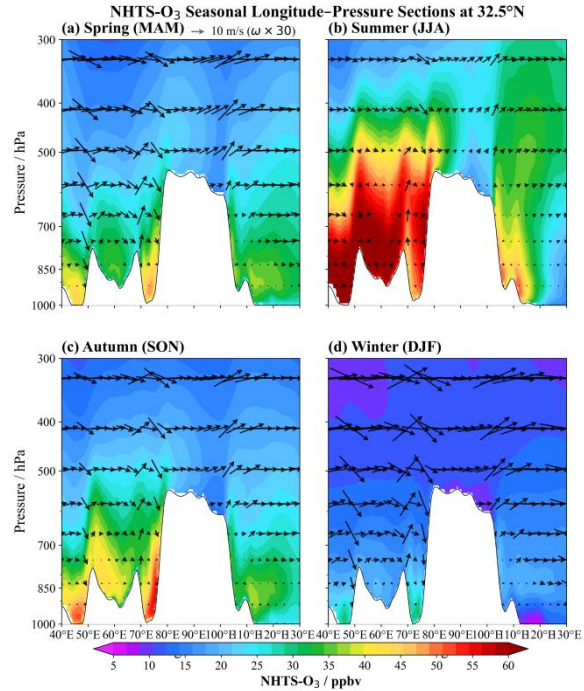 NHTS-O₃ Seasonal Longitude–Pressure Sections at 32.5°N
(a) Spring (MAM) → 10 m/s (ω × 30) (b) Summer (JJA)
300
400
500
700
850
1000
Pressure / hPa
(c) Autumn (SON) (d) Winter (DJF)
300
400
500
700
850
1000
Pressure / hPa
40°E 50°E 60°E 70°E 80°E 90°E 100°E 110°E 120°E 130°E
50°E 60°E 70°E 80°E 90°E 100°E 110°E 120°E 130°E
5 10 15 20 25 30 35 40 45 50 55 60
NHTS-O₃ / ppbv